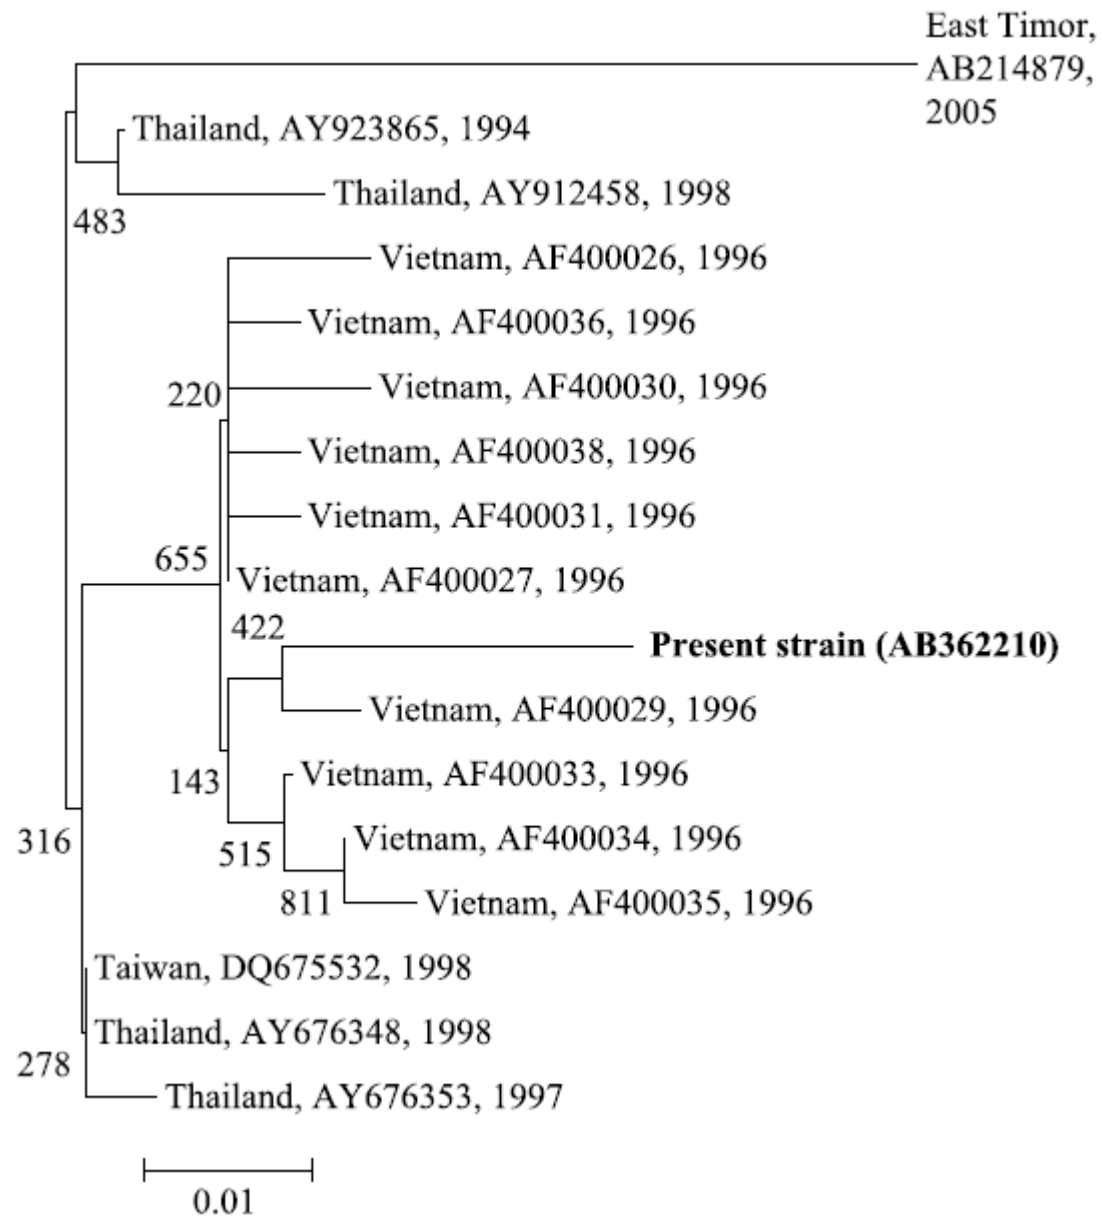 East Timor,
AB214879,
2005
Thailand, AY923865, 1994
Thailand, AY912458, 1998
483
Vietnam, AF400026, 1996
Vietnam, AF400036, 1996
Vietnam, AF400030, 1996
220
Vietnam, AF400038, 1996
Vietnam, AF400031, 1996
655
Vietnam, AF400027, 1996
422
Present strain (AB362210)
Vietnam, AF400029, 1996
Vietnam, AF400033, 1996
143
Vietnam, AF400034, 1996
316
515
Vietnam, AF400035, 1996
811
Taiwan, DQ675532, 1998
Thailand, AY676348, 1998
278
Thailand, AY676353, 1997
0.01